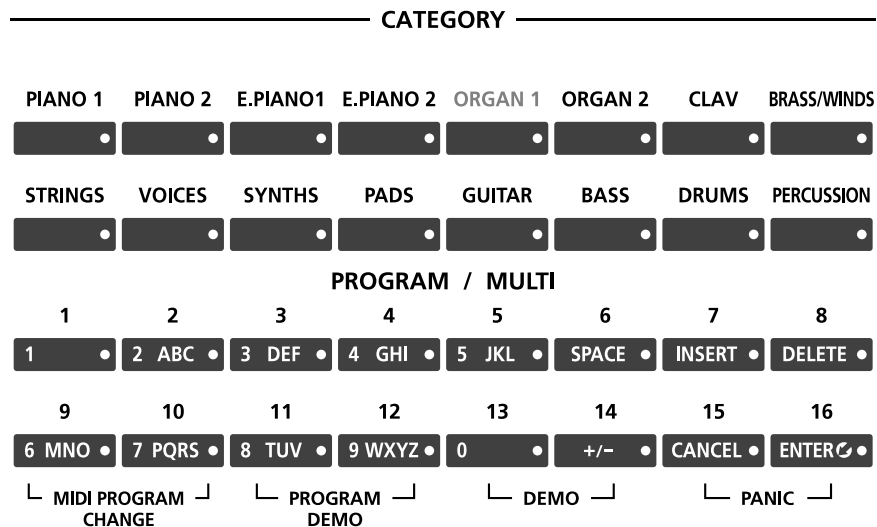 CATEGORY
PIANO 1 PIANO 2 E.PIANO1 E.PIANO 2 ORGAN 1 ORGAN 2 CLAV BRASS/WINDS
STRINGS VOICES SYNTHS PADS GUITAR BASS DRUMS PERCUSSION
PROGRAM / MULTI
1 2 3 4 5 6 7 8
1 2 ABC 3 DEF 4 GHI 5 JKL SPACE INSERT DELETE
9 10 11 12 13 14 15 16
6 MNO 7 PQRS 8 TUV 9 WXYZ 0 +/- CANCEL ENTER
MIDI PROGRAM PROGRAM DEMO PANIC
CHANGE DEMO